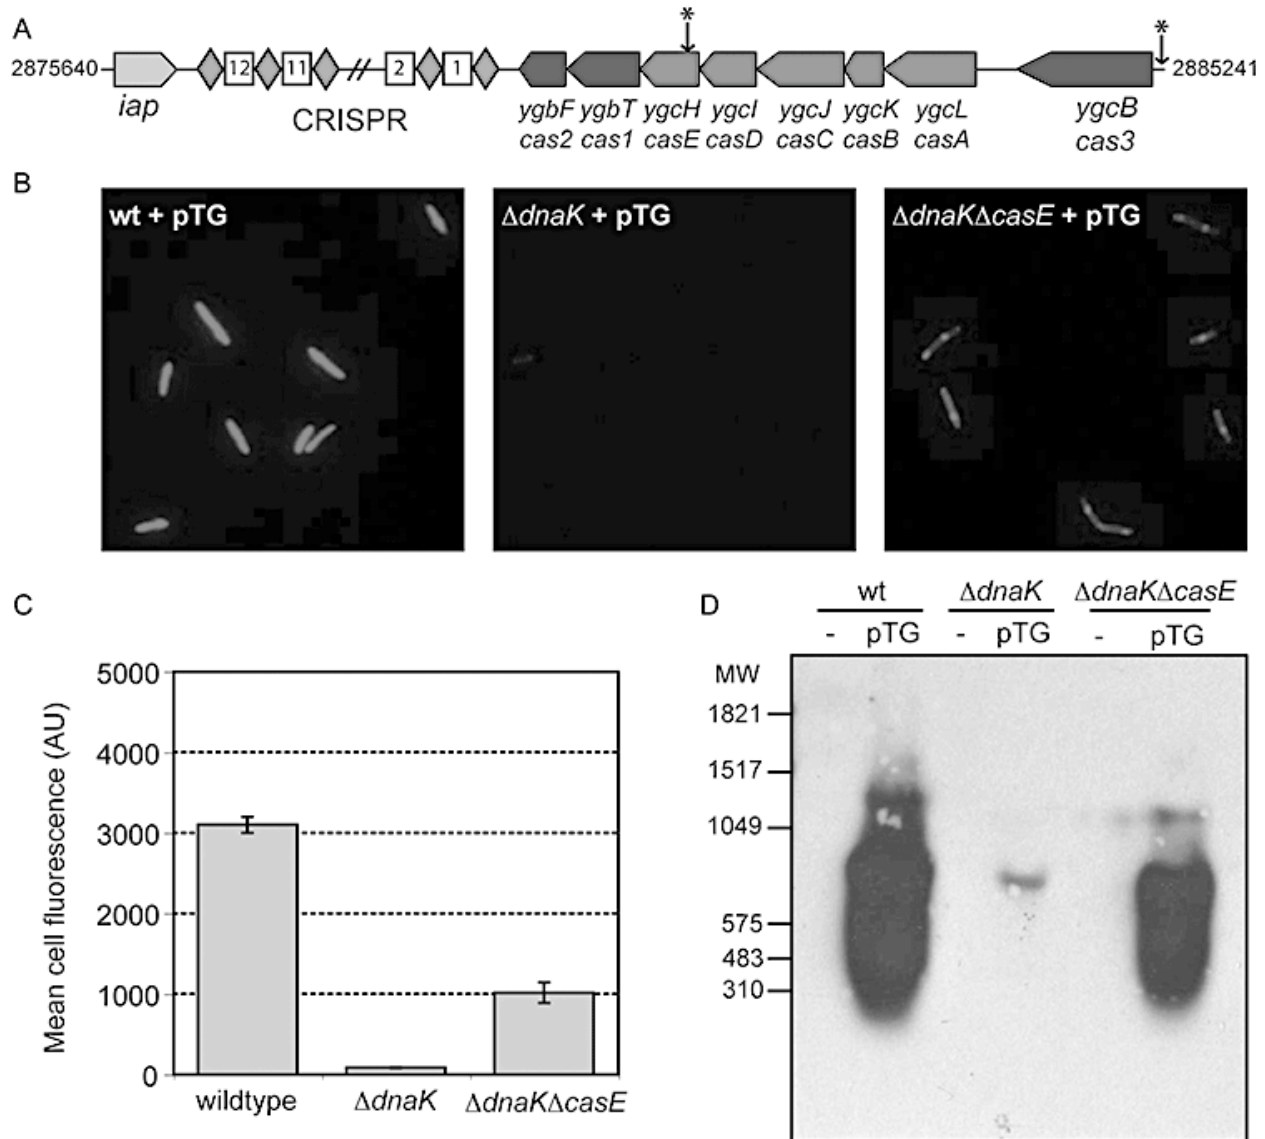 A
* *
2875640 12 11 // 2 1 2885241
iap CRISPR
ygbF ygbT ygcH ygcI ygcJ ygcK ygcL ygcB
cas2 cas1 casE casD casC casB casA cas3
B
wt + pTG
ΔdnaK + pTG
ΔdnaKΔcasE + pTG
C
Mean cell fluorescence (AU)
5000
4000
3000
2000
1000
0
wildtype ΔdnaK ΔdnaKΔcasE
D
wt ΔdnaK ΔdnaKΔcasE
- pTG - pTG - pTG
MW
1821
1517
1049
575
483
310